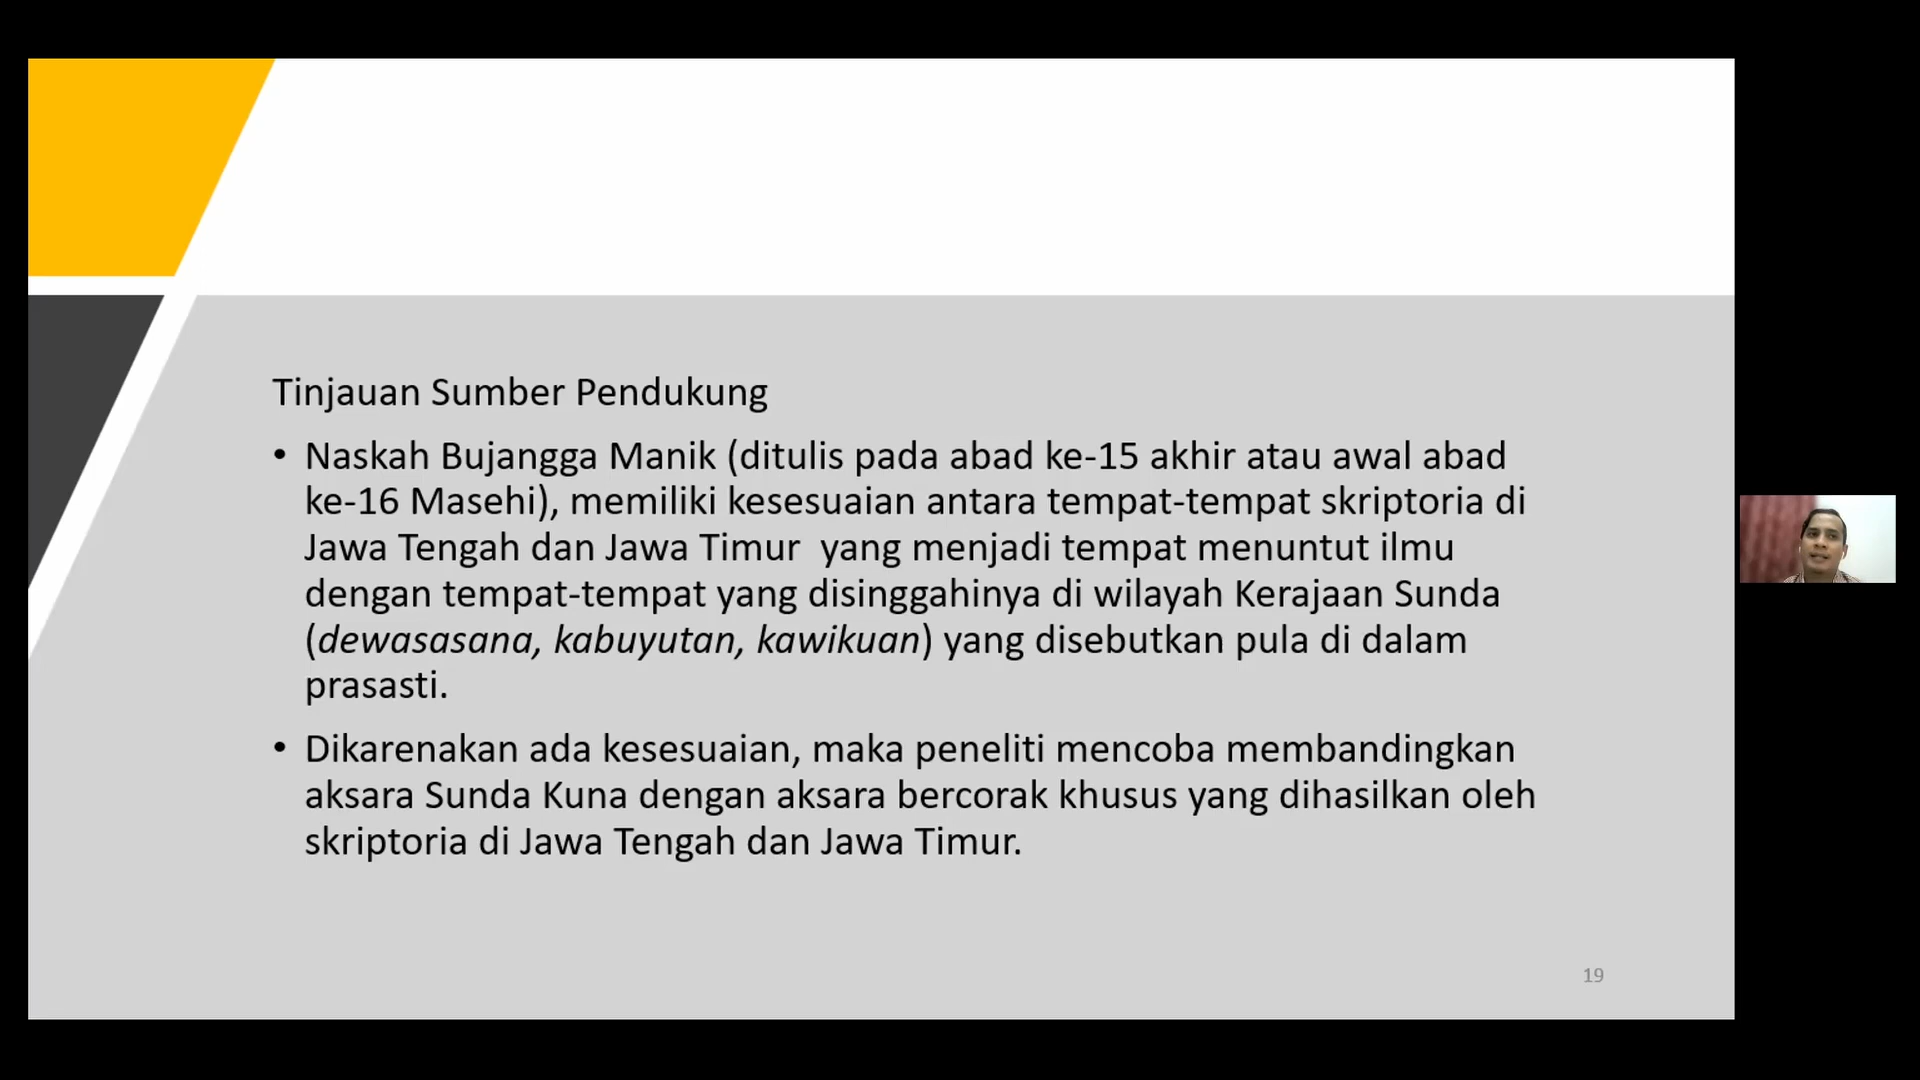 Tinjauan Sumber Pendukung
• Naskah Bujangga Manik (ditulis pada abad ke-15 akhir atau awal abad
ke-16 Masehi), memiliki kesesuaian antara tempat-tempat skriptoria di
Jawa Tengah dan Jawa Timur  yang menjadi tempat menuntut ilmu
dengan tempat-tempat yang disinggahinya di wilayah Kerajaan Sunda
(dewasasana, kabuyutan, kawikuan) yang disebutkan pula di dalam
prasasti.
• Dikarenakan ada kesesuaian, maka peneliti mencoba membandingkan
aksara Sunda Kuna dengan aksara bercorak khusus yang dihasilkan oleh
skriptoria di Jawa Tengah dan Jawa Timur.
19